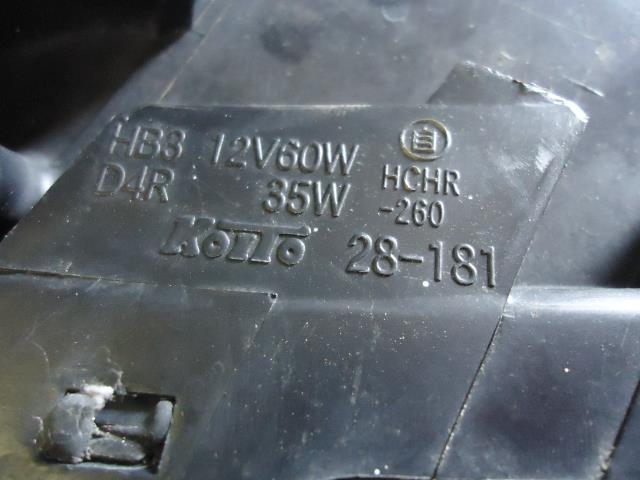 HB3 12V60W 自
D4R 35W HCHR
-260
KOITO 28-181